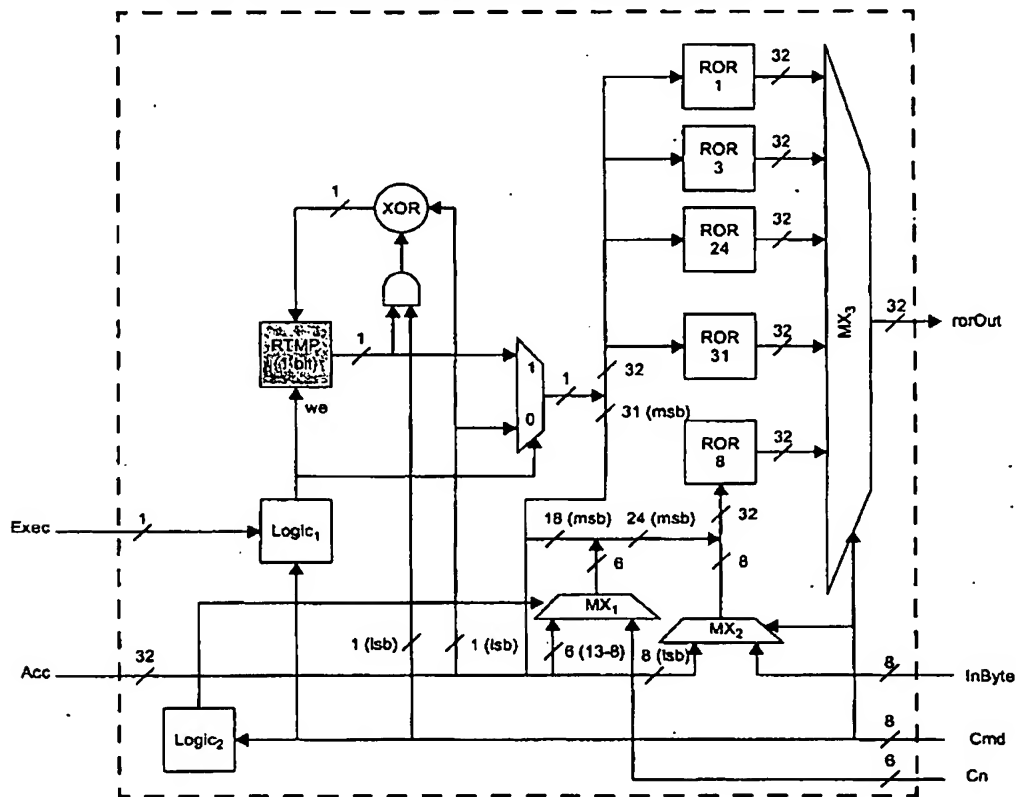 ROR
1
32
ROR
3
32
ROR
24
32
ROR
31
32
ROR
8
32
MX3
32
rorOut
1
XOR
RTMP
(1 bit)
we
1
1
0
1
32
31 (msb)
18 (msb)
24 (msb)
32
6
8
Exec
1
Logic1
MX1
MX2
1 (lsb)
1 (lsb)
6 (13-8)
8 (lsb)
Acc
32
8
InByte
Logic2
8
Cmd
6
Cn